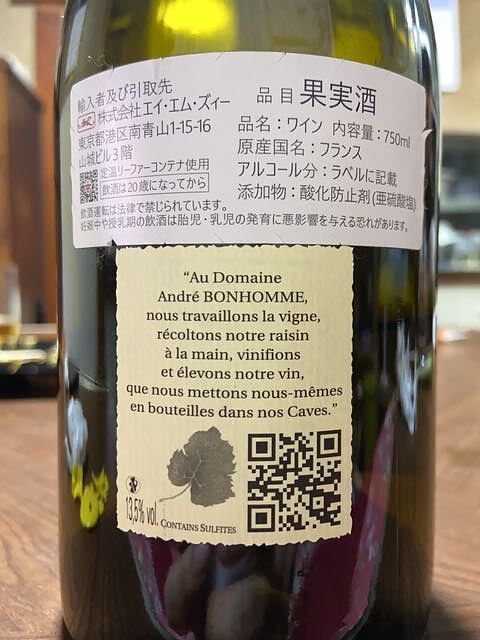 輸入者及び引取先
株式会社エイ・エム・ズィー
東京都港区南青山1-15-16
山城ビル3階
定温リーファーコンテナ使用
飲酒は20歳になってから
飲酒運転は法律で禁じられています。
妊娠中や授乳期の飲酒は胎児・乳児の発育に悪影響を与える恐れがあります。
品目 果実酒
品名：ワイン 内容量：750ml
原産国名：フランス
アルコール分：ラベルに記載
添加物：酸化防止剤(亜硫酸塩)
“Au Domaine
André BONHOMME,
nous travaillons la vigne,
récoltons notre raisin
à la main, vinifions
et élevons notre vin,
que nous mettons nous-mêmes
en bouteilles dans nos Caves.”
13,5% vol.
CONTAINS SULFITES